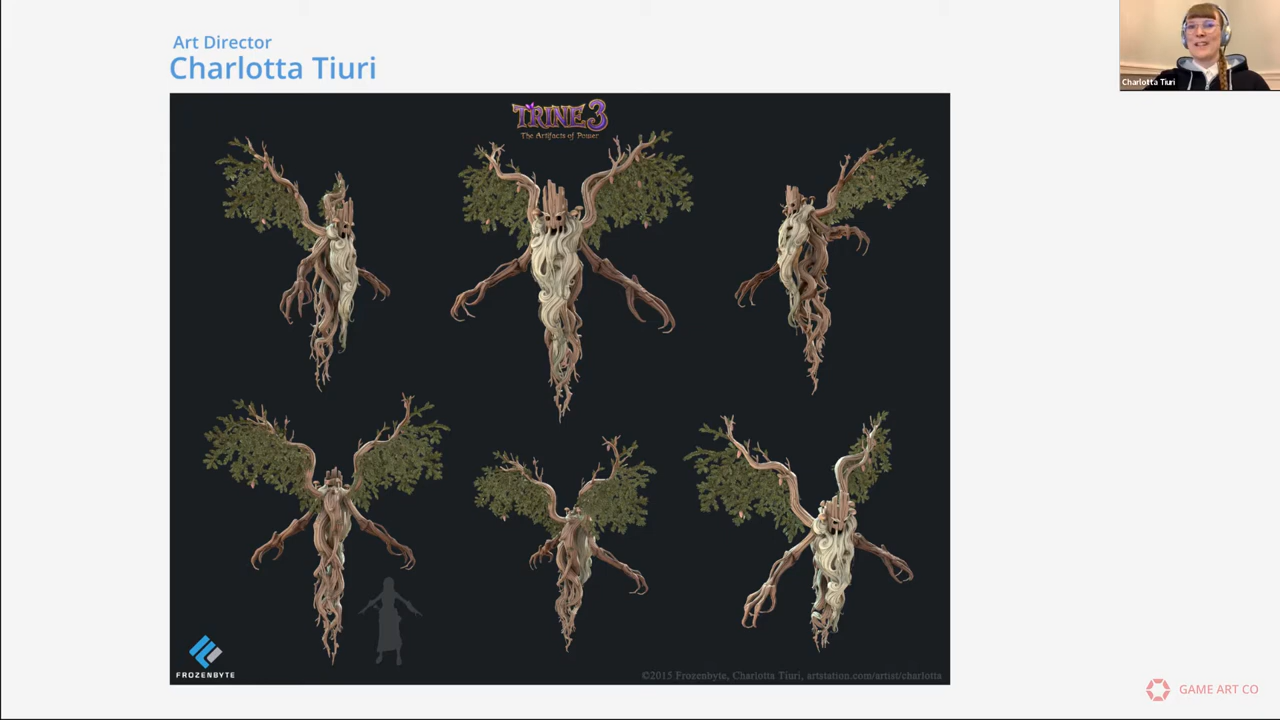 Art Director
Charlotta Tiuri
Charlotta Tiuri
TRINE 3
The Artifacts of Power
FROZENBYTE
©2015 Frozenbyte, Charlotta Tiuri, artstation.com/artist/charlotta
GAME ART CO